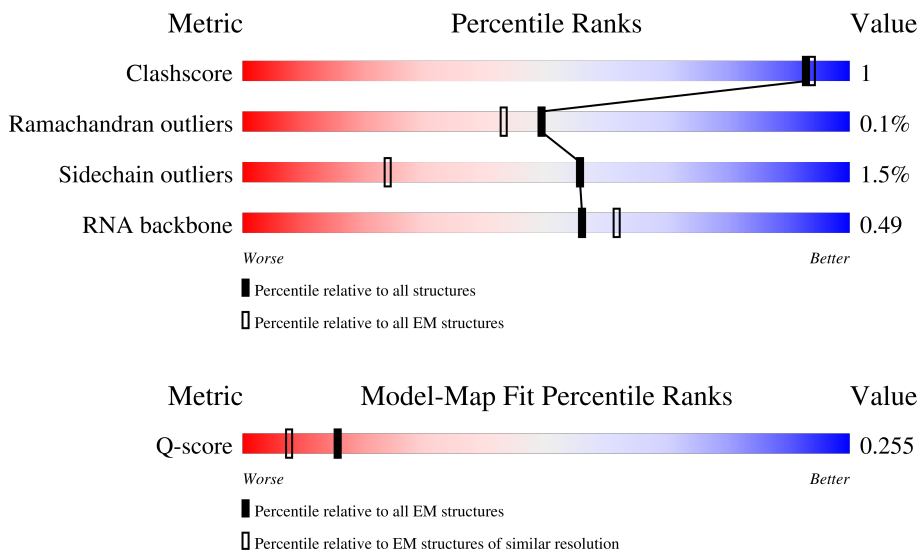 Metric Percentile Ranks Value
Clashscore 1
Ramachandran outliers 0.1%
Sidechain outliers 1.5%
RNA backbone 0.49
Worse Better
Percentile relative to all structures
Percentile relative to all EM structures
Metric Model-Map Fit Percentile Ranks Value
Q-score 0.255
Worse Better
Percentile relative to all EM structures
Percentile relative to EM structures of similar resolution